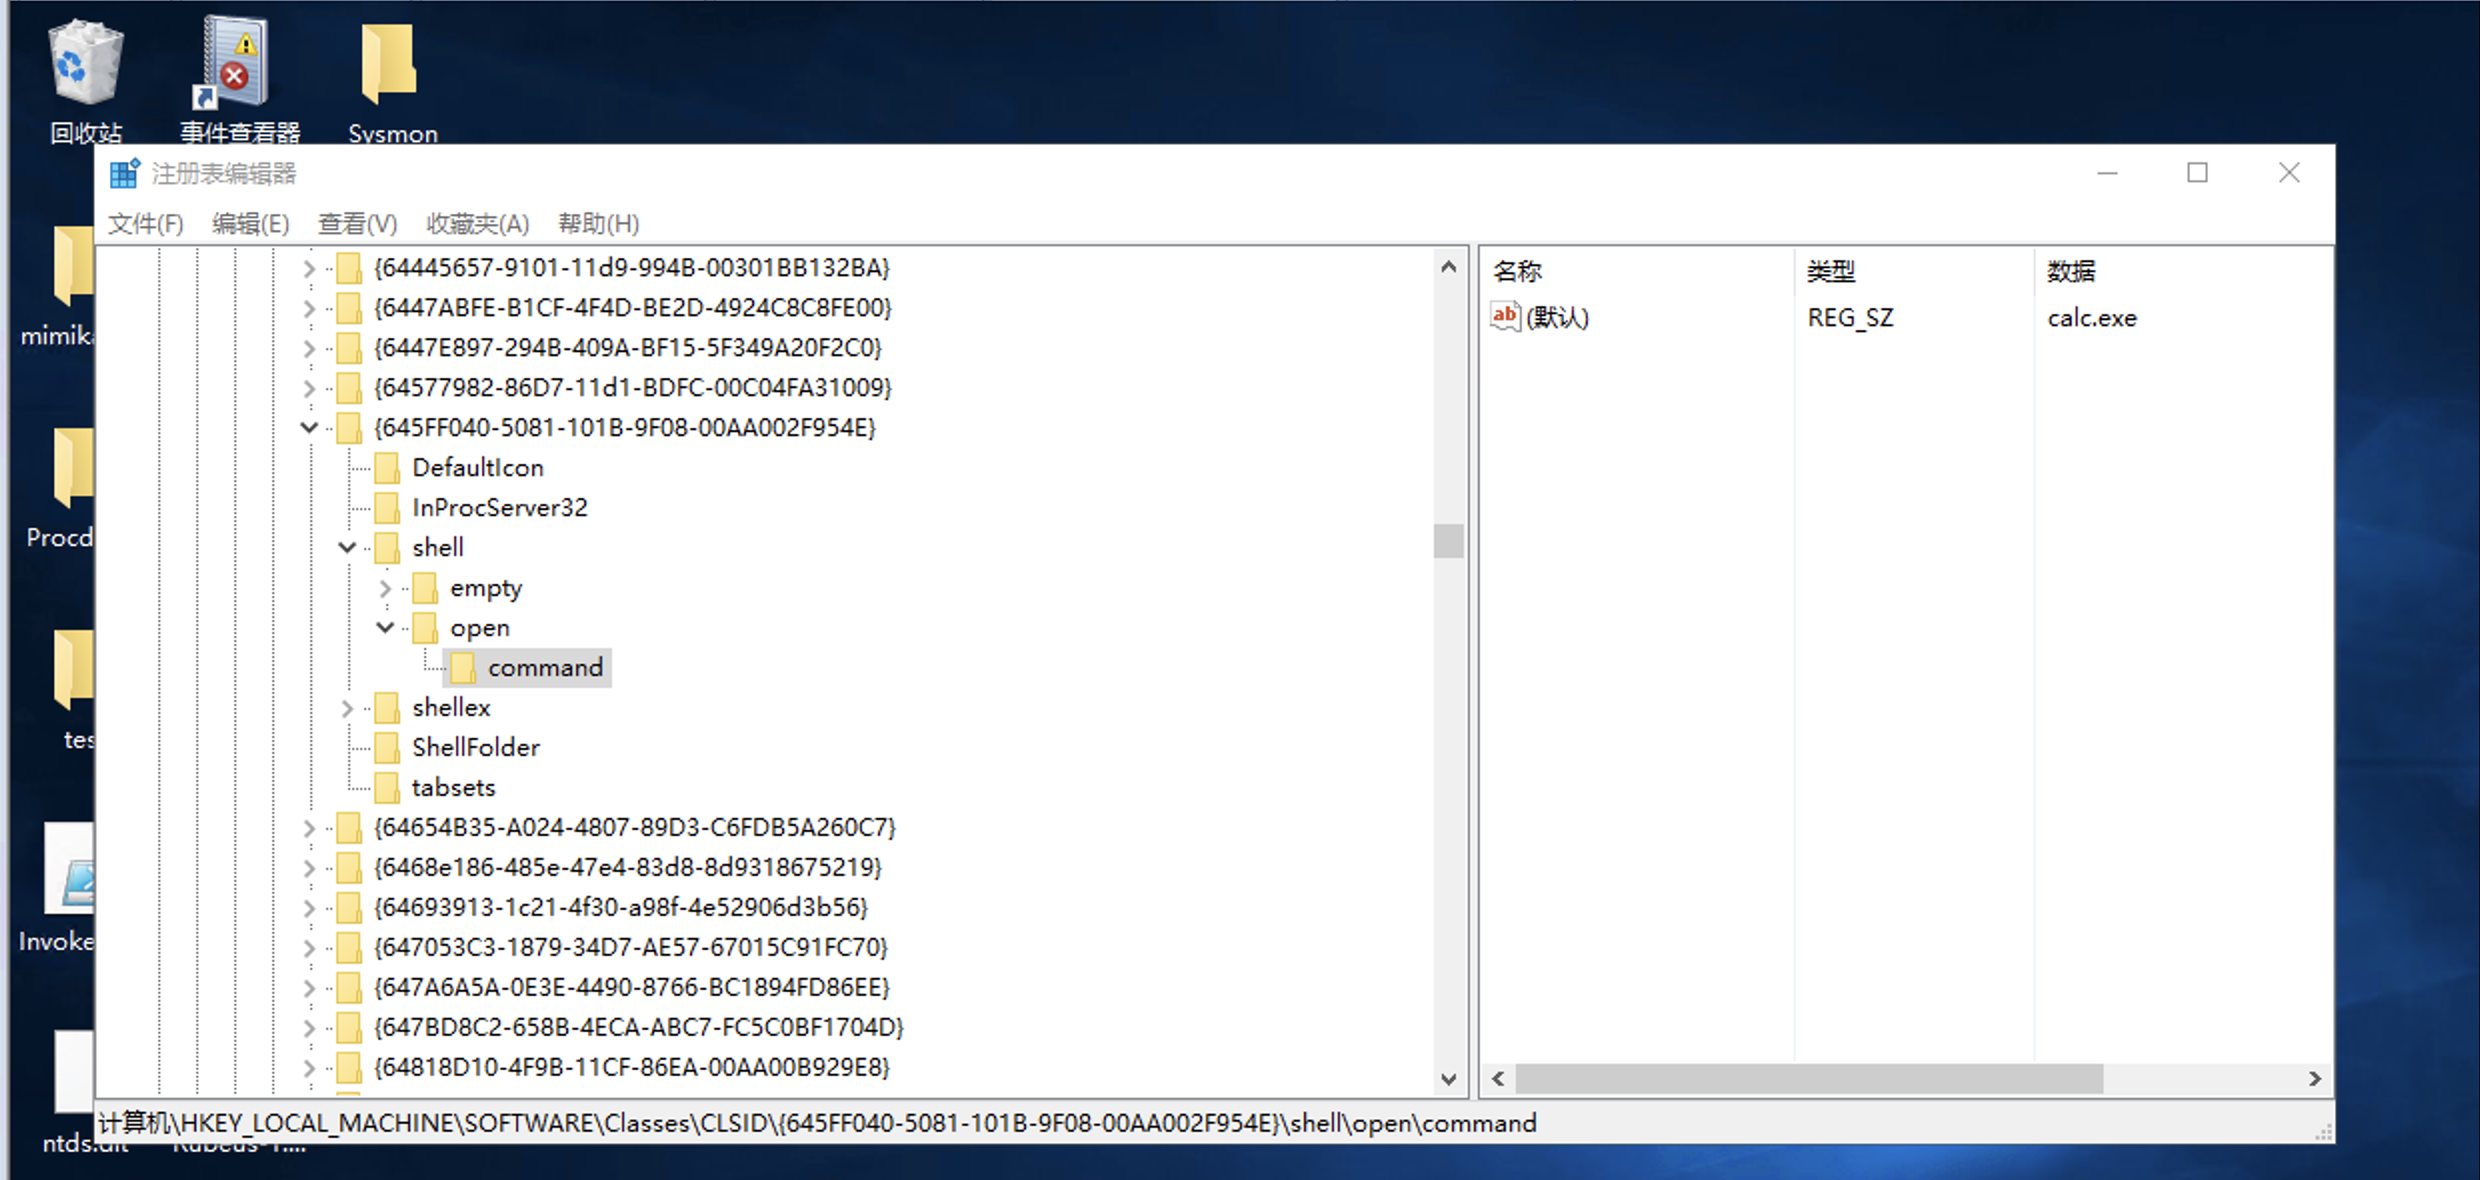 回收站
事件查看器
Sysmon
注册表编辑器
文件(F) 编辑(E) 查看(V) 收藏夹(A) 帮助(H)
mimik
Procd
tes
Invoke
{64445657-9101-11d9-994B-00301BB132BA}
{6447ABFE-B1CF-4F4D-BE2D-4924C8C8FE00}
{6447E897-294B-409A-BF15-5F349A20F2C0}
{64577982-86D7-11d1-BDFC-00C04FA31009}
{645FF040-5081-101B-9F08-00AA002F954E}
DefaultIcon
InProcServer32
shell
empty
open
command
shellex
ShellFolder
tabsets
{64654B35-A024-4807-89D3-C6FDB5A260C7}
{6468e186-485e-47e4-83d8-8d9318675219}
{64693913-1c21-4f30-a98f-4e52906d3b56}
{647053C3-1879-34D7-AE57-67015C91FC70}
{647A6A5A-0E3E-4490-8766-BC1894FD86EE}
{647BD8C2-658B-4ECA-ABC7-FC5C0BF1704D}
{64818D10-4F9B-11CF-86EA-00AA00B929E8}
名称 类型 数据
(默认) REG_SZ calc.exe
计算机\HKEY_LOCAL_MACHINE\SOFTWARE\Classes\CLSID\{645FF040-5081-101B-9F08-00AA002F954E}\shell\open\command
ntds.dit